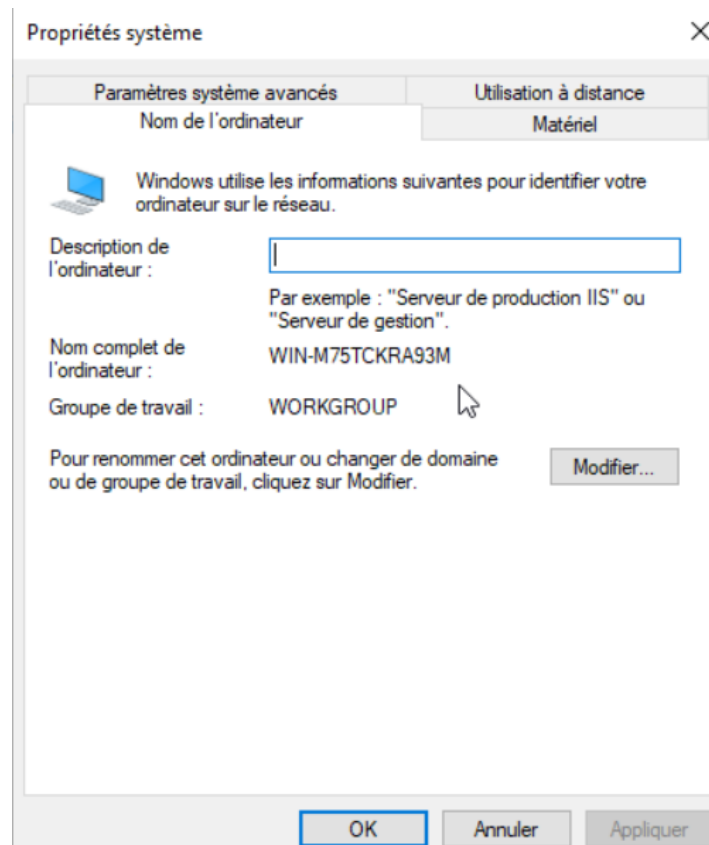 Propriétés système
Paramètres système avancés
Utilisation à distance
Nom de l'ordinateur
Matériel
Windows utilise les informations suivantes pour identifier votre
ordinateur sur le réseau.
Description de
l'ordinateur :
Par exemple : "Serveur de production IIS" ou
"Serveur de gestion".
Nom complet de
l'ordinateur :
WIN-M75TCKRA93M
Groupe de travail :
WORKGROUP
Pour renommer cet ordinateur ou changer de domaine
ou de groupe de travail, cliquez sur Modifier.
Modifier...
OK
Annuler
Appliquer